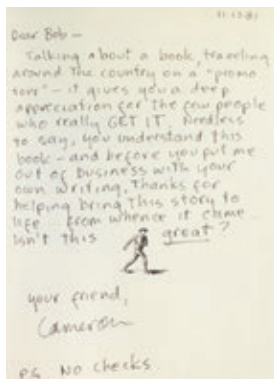 11-13-81
Dear Bob —
Talking about a book, traveling
around the country on a "promo
tour" — it gives you a deep
appreciation for the few people
who really GET IT. Needless
to say, you understand this
book — and before you put me
out of business with your
own writing, Thanks for
helping bring this story to
life from whence it came.
Isn't this great?
your friend,
Cameron
PS. No checks